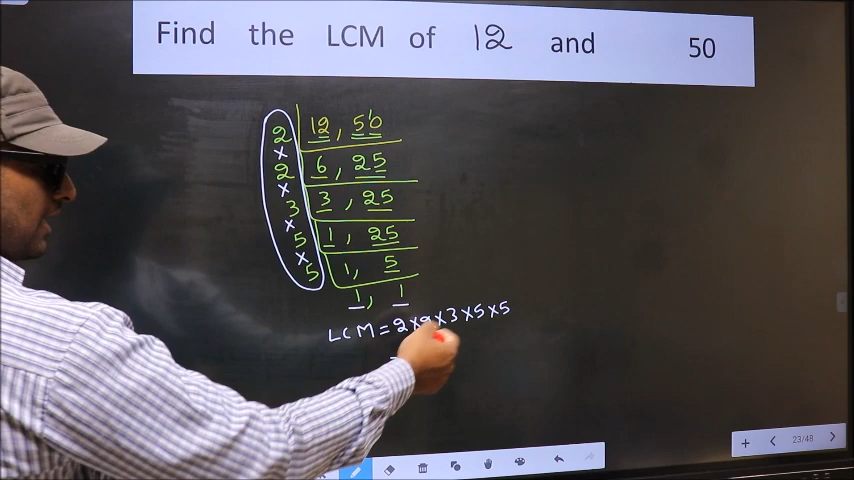 Find the LCM of 12 and 50
2 12, 50
×
2 6, 25
×
3 3, 25
×
5 1, 25
×
5 1, 5
1, 1
LCM = 2×2×3×5×5
23/48